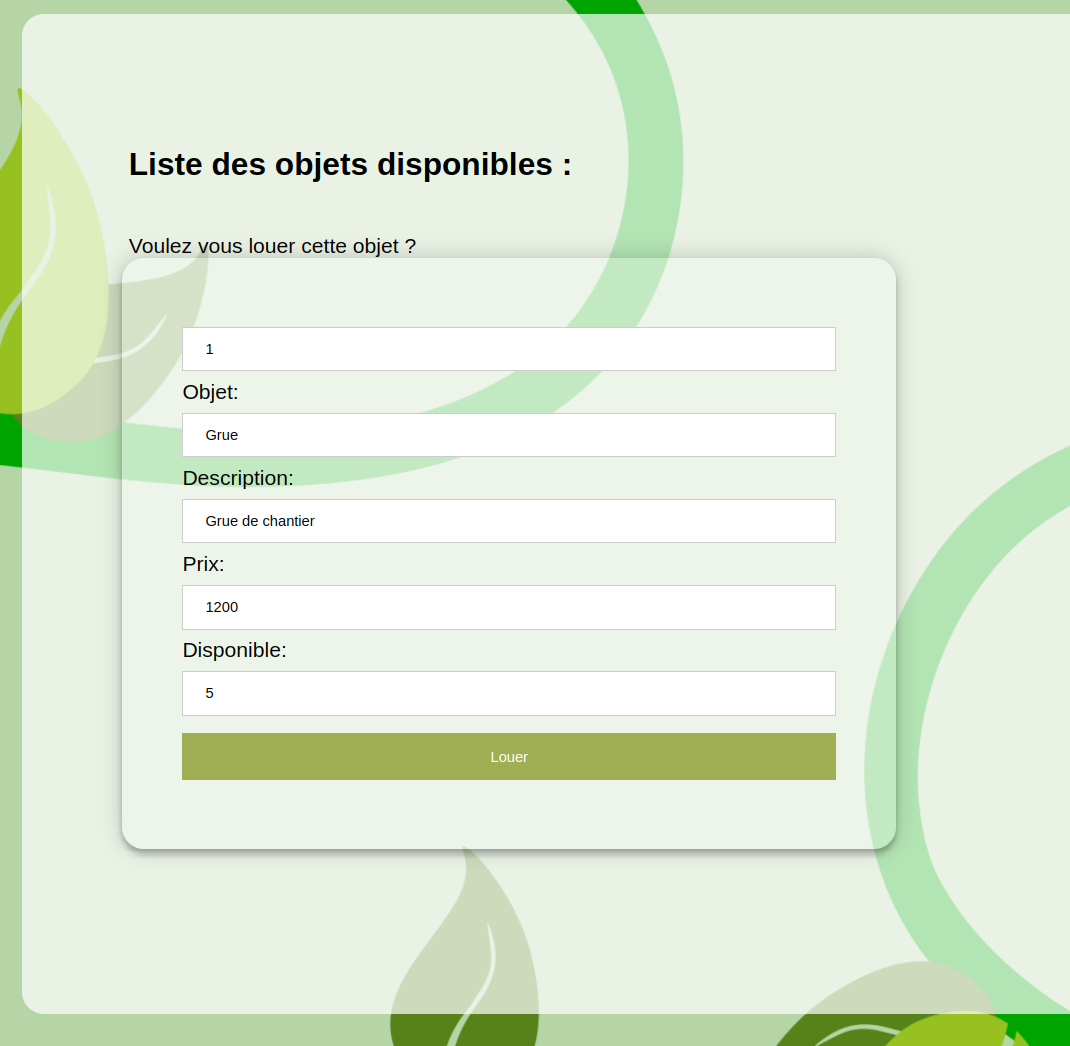 Liste des objets disponibles :
Voulez vous louer cette objet ?
1
Objet:
Grue
Description:
Grue de chantier
Prix:
1200
Disponible:
5
Louer